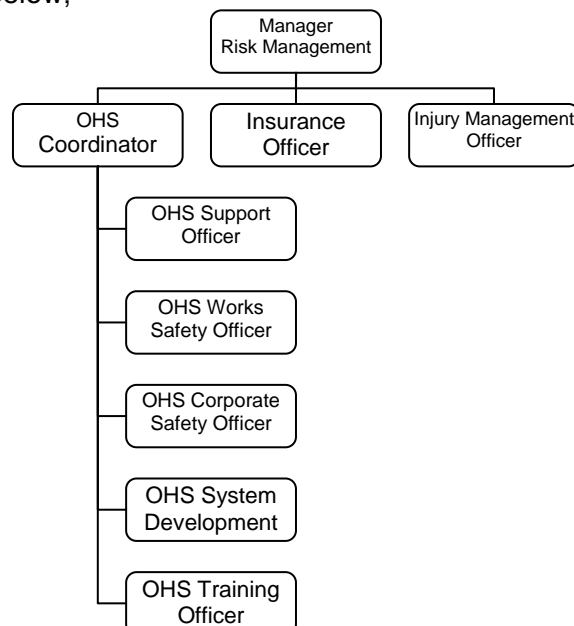 below;
Manager
Risk Management
OHS
Coordinator
Insurance
Officer
Injury Management
Officer
OHS Support
Officer
OHS Works
Safety Officer
OHS Corporate
Safety Officer
OHS System
Development
OHS Training
Officer